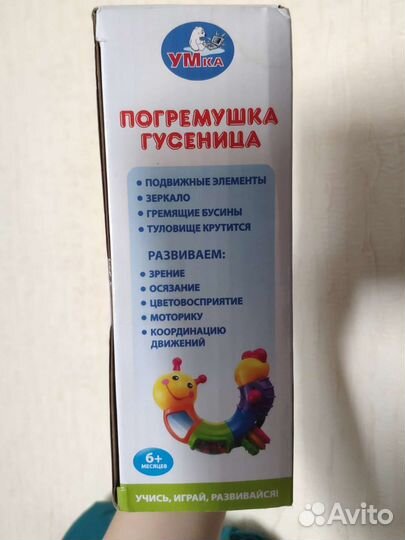 УМка
ПОГРЕМУШКА
ГУСЕНИЦА
• ПОДВИЖНЫЕ ЭЛЕМЕНТЫ
• ЗЕРКАЛО
• ГРЕМЯЩИЕ БУСИНЫ
• ТУЛОВИЩЕ КРУТИТСЯ
РАЗВИВАЕМ:
• ЗРЕНИЕ
• ОСЯЗАНИЕ
• ЦВЕТОВОСПРИЯТИЕ
• МОТОРИКУ
• КООРДИНАЦИЮ
ДВИЖЕНИЙ
6+
МЕСЯЦЕВ
УЧИСЬ, ИГРАЙ, РАЗВИВАЙСЯ!
Avito